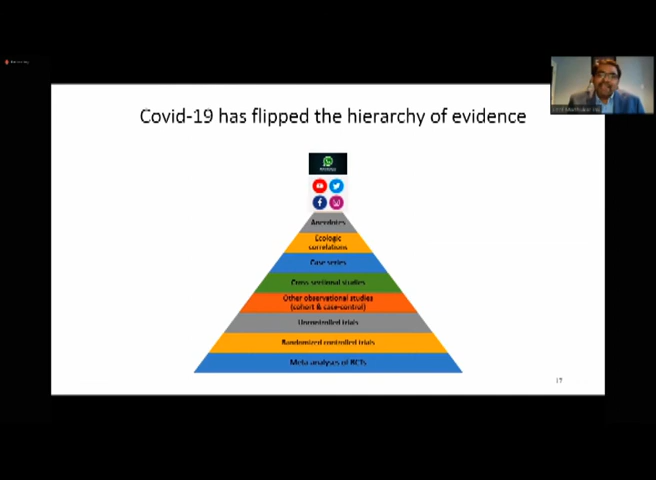 Covid-19 has flipped the hierarchy of evidence
Anecdotes
Ecologic
correlations
Case series
Cross sectional studies
Other observational studies
(cohort & case-control)
Uncontrolled trials
Randomized controlled trials
Meta analyses of RCTs
17